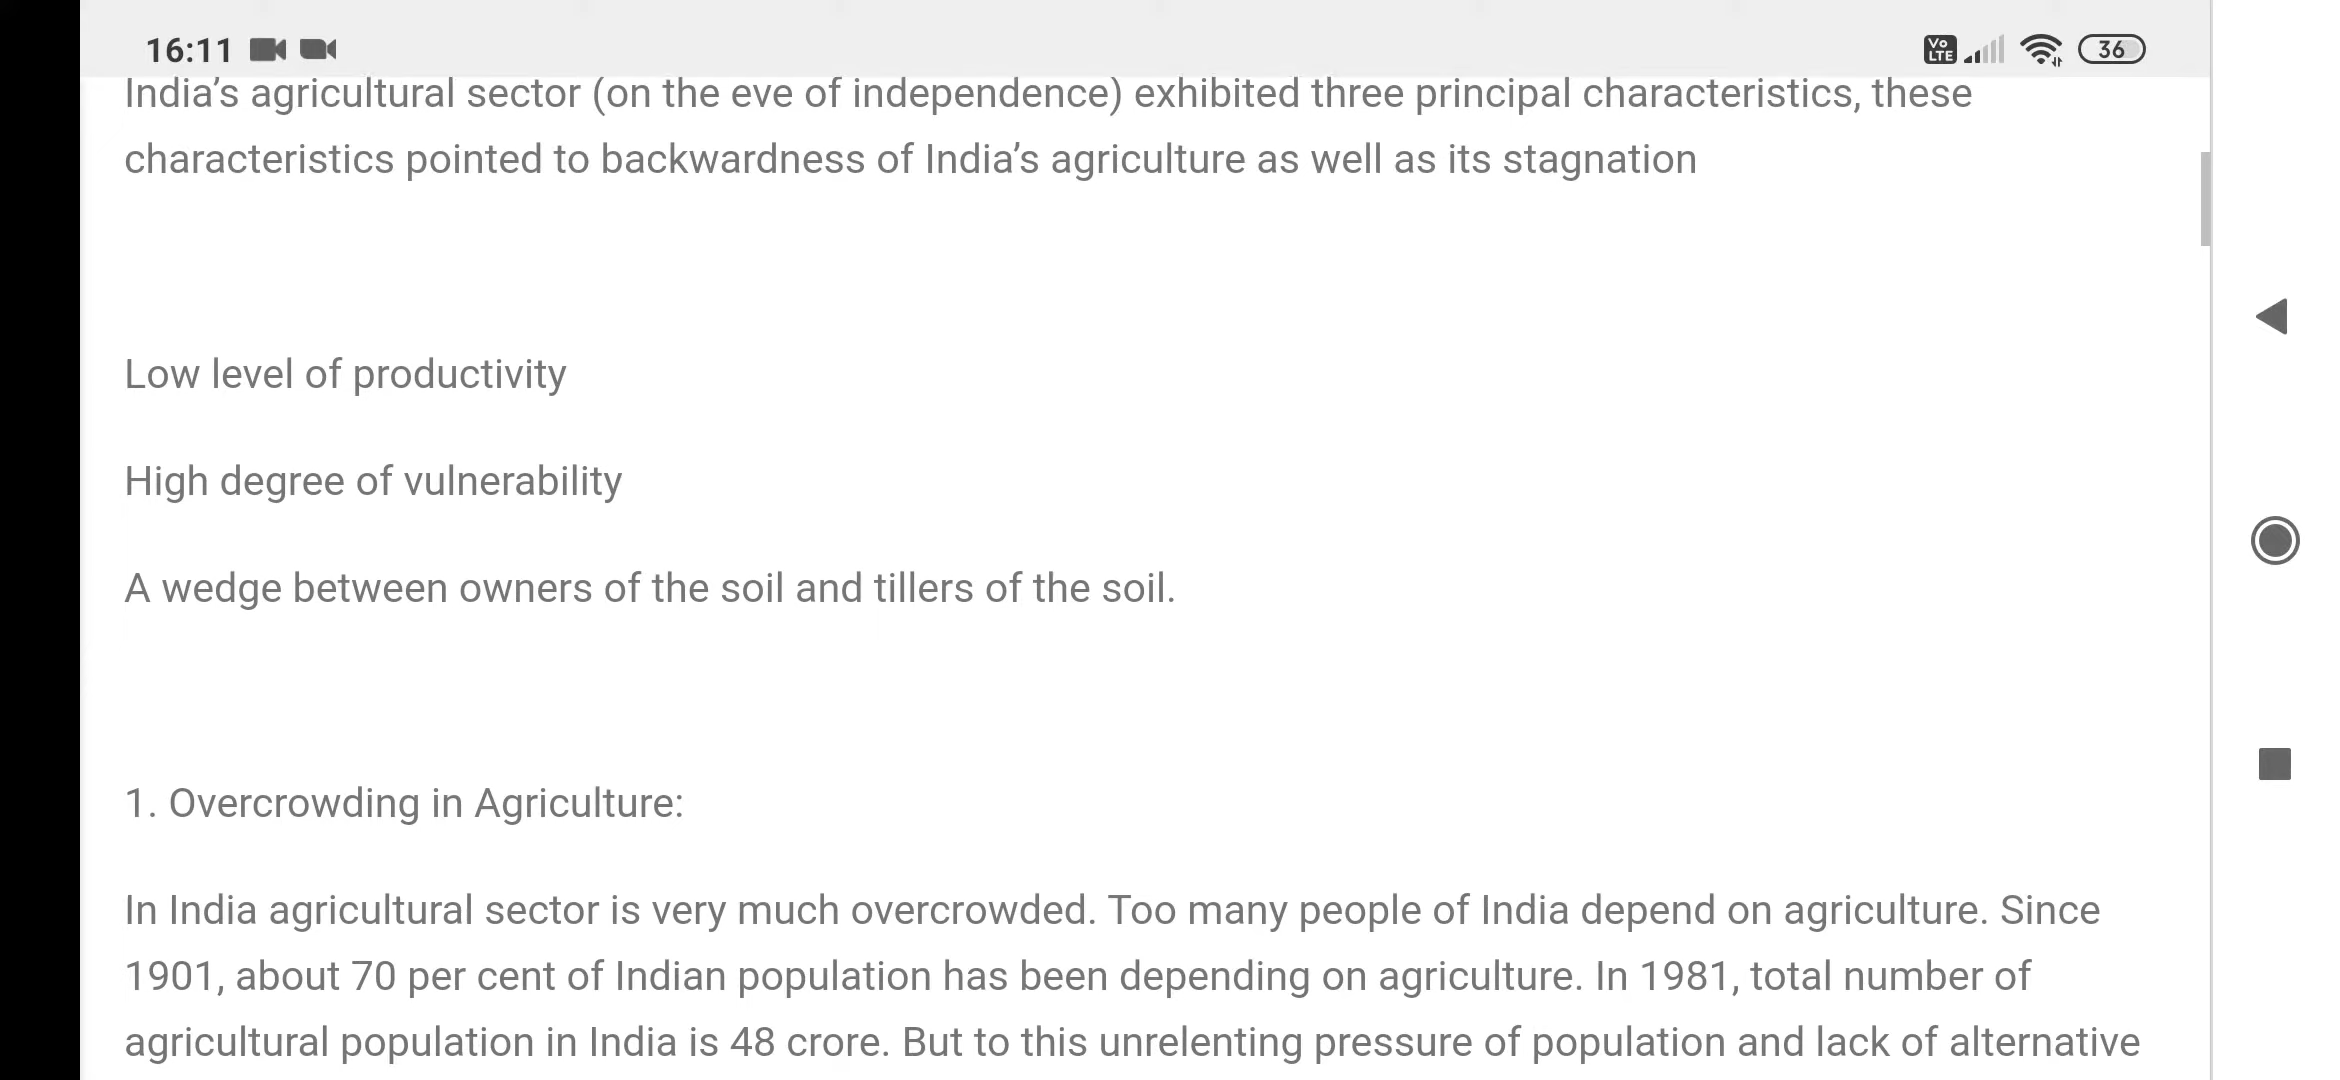 16:11
Vo LTE
36
India’s agricultural sector (on the eve of independence) exhibited three principal characteristics, these
characteristics pointed to backwardness of India’s agriculture as well as its stagnation
Low level of productivity
High degree of vulnerability
A wedge between owners of the soil and tillers of the soil.
1. Overcrowding in Agriculture:
In India agricultural sector is very much overcrowded. Too many people of India depend on agriculture. Since
1901, about 70 per cent of Indian population has been depending on agriculture. In 1981, total number of
agricultural population in India is 48 crore. But to this unrelenting pressure of population and lack of alternative